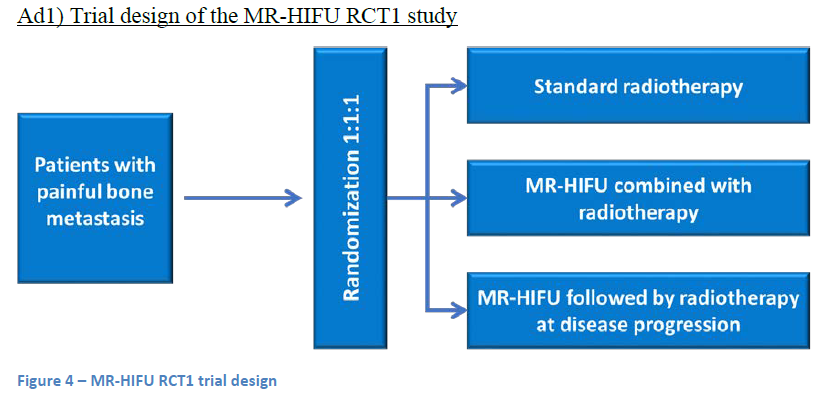 Ad1) Trial design of the MR-HIFU RCT1 study
Patients with
painful bone
metastasis
Randomization 1:1:1
Standard radiotherapy
MR-HIFU combined with
radiotherapy
MR-HIFU followed by radiotherapy
at disease progression
Figure 4 – MR-HIFU RCT1 trial design